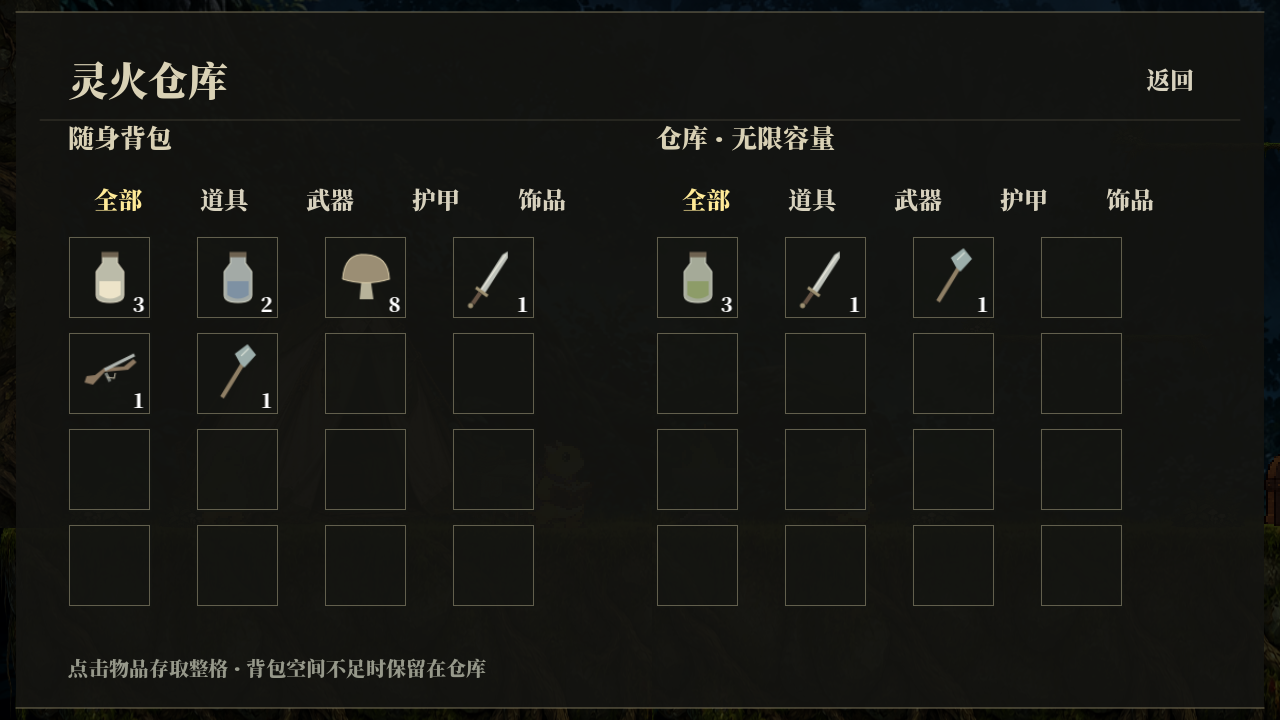 灵火仓库
返回
随身背包
全部 道具 武器 护甲 饰品
3 2 8 1
1 1
仓库·无限容量
全部 道具 武器 护甲 饰品
3 1 1
点击物品存取整格·背包空间不足时保留在仓库